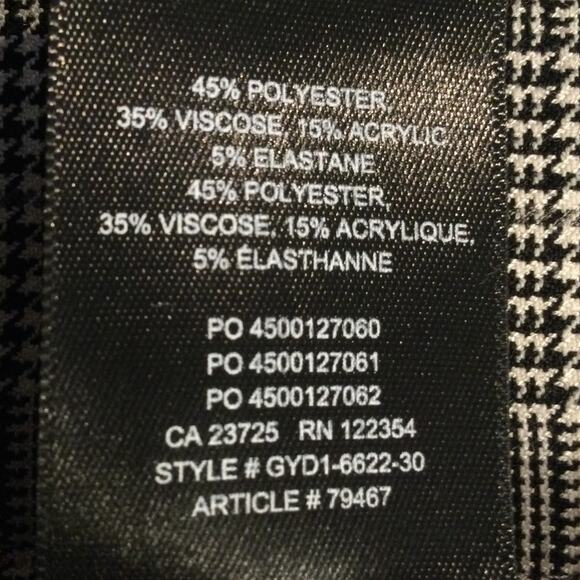 45% POLYESTER,
35% VISCOSE, 15% ACRYLIC,
5% ELASTANE
45% POLYESTER,
35% VISCOSE, 15% ACRYLIQUE,
5% ÉLASTHANNE
PO 4500127060
PO 4500127061
PO 4500127062
CA 23725 RN 122354
STYLE # GYD1-6622-30
ARTICLE # 79467